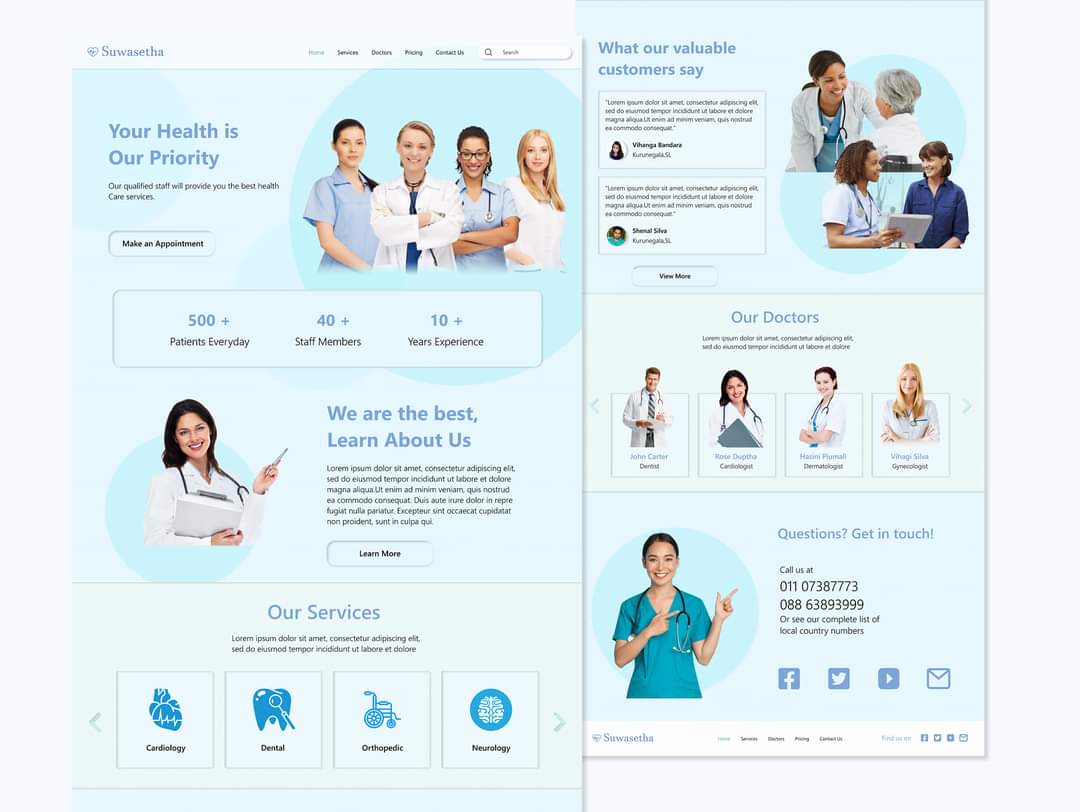 Suwasetha
Home Services Doctors Pricing Contact Us Search
Your Health is
Our Priority
Our qualified staff will provide you the best health
Care services.
Make an Appointment
500 + 40 + 10 +
Patients Everyday Staff Members Years Experience
We are the best,
Learn About Us
Lorem ipsum dolor sit amet, consectetur adipiscing elit,
sed do eiusmod tempor incididunt ut labore et dolore
magna aliqua.Ut enim ad minim veniam, quis nostrud
ea commodo consequat. Duis aute irure dolor in repre
fugiat nulla pariatur. Excepteur sint occaecat cupidatat
non proident, sunt in culpa qui.
Learn More
Our Services
Lorem ipsum dolor sit amet, consectetur adipiscing elit,
sed do eiusmod tempor incididunt ut labore et dolore
Cardiology Dental Orthopedic Neurology
What our valuable
customers say
"Lorem ipsum dolor sit amet, consectetur adipiscing elit,
sed do eiusmod tempor incididunt ut labore et dolore
magna aliqua.Ut enim ad minim veniam, quis nostrud
ea commodo consequat."
Vihanga Bandara
Kurunegala,SL
"Lorem ipsum dolor sit amet, consectetur adipiscing elit,
sed do eiusmod tempor incididunt ut labore et dolore
magna aliqua.Ut enim ad minim veniam, quis nostrud
ea commodo consequat."
Shenal Silva
Kurunegala,SL
View More
Our Doctors
Lorem ipsum dolor sit amet, consectetur adipiscing elit,
sed do eiusmod tempor incididunt ut labore et dolore
John Carter Rose Duptha Hasini Piumali Vihagi Silva
Dentist Cardiologist Dermatologist Gynecologist
Questions? Get in touch!
Call us at
011 07387773
088 63893999
Or see our complete list of
local country numbers
Suwasetha Home Services Doctors Pricing Contact Us Find us on